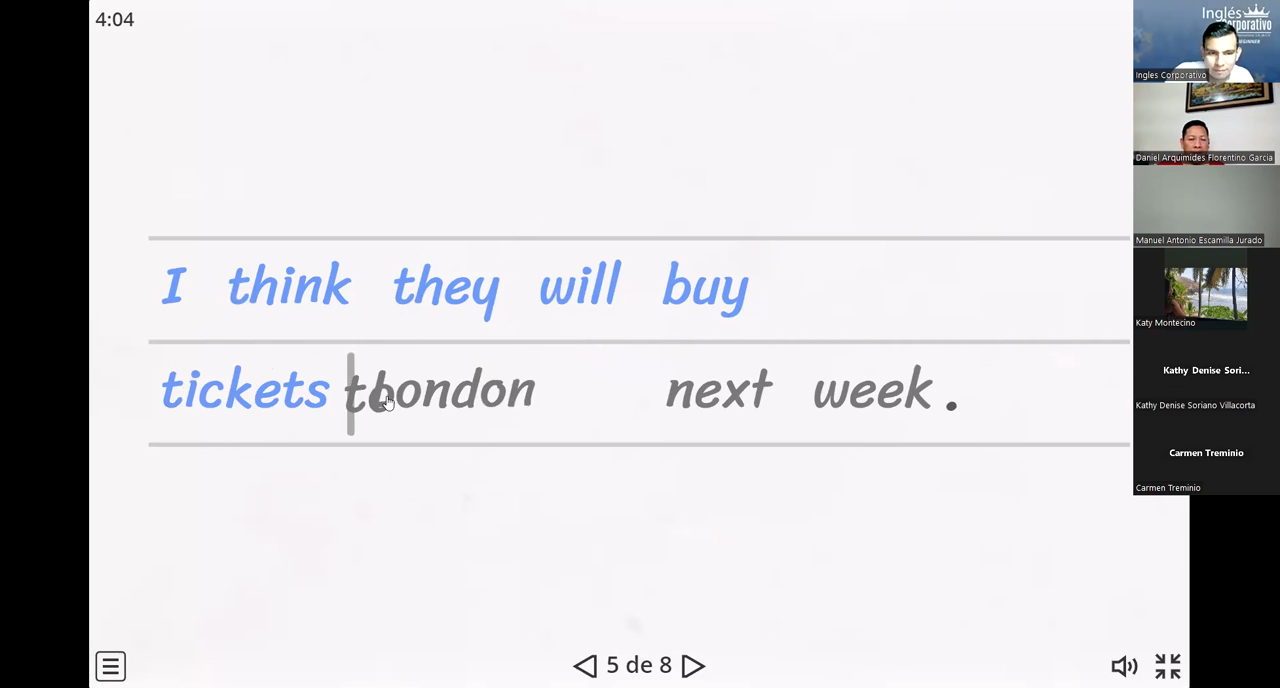 4:04
I think they will buy
tickets to London next week.
5 de 8
Inglés
Corporativo
BEGINNER
Ingles Corporativo
Daniel Arquimides Florentino Garcia
Manuel Antonio Escamilla Jurado
Katy Montecino
Kathy Denise Sori...
Kathy Denise Soriano Villacorta
Carmen Treminio
Carmen Treminio